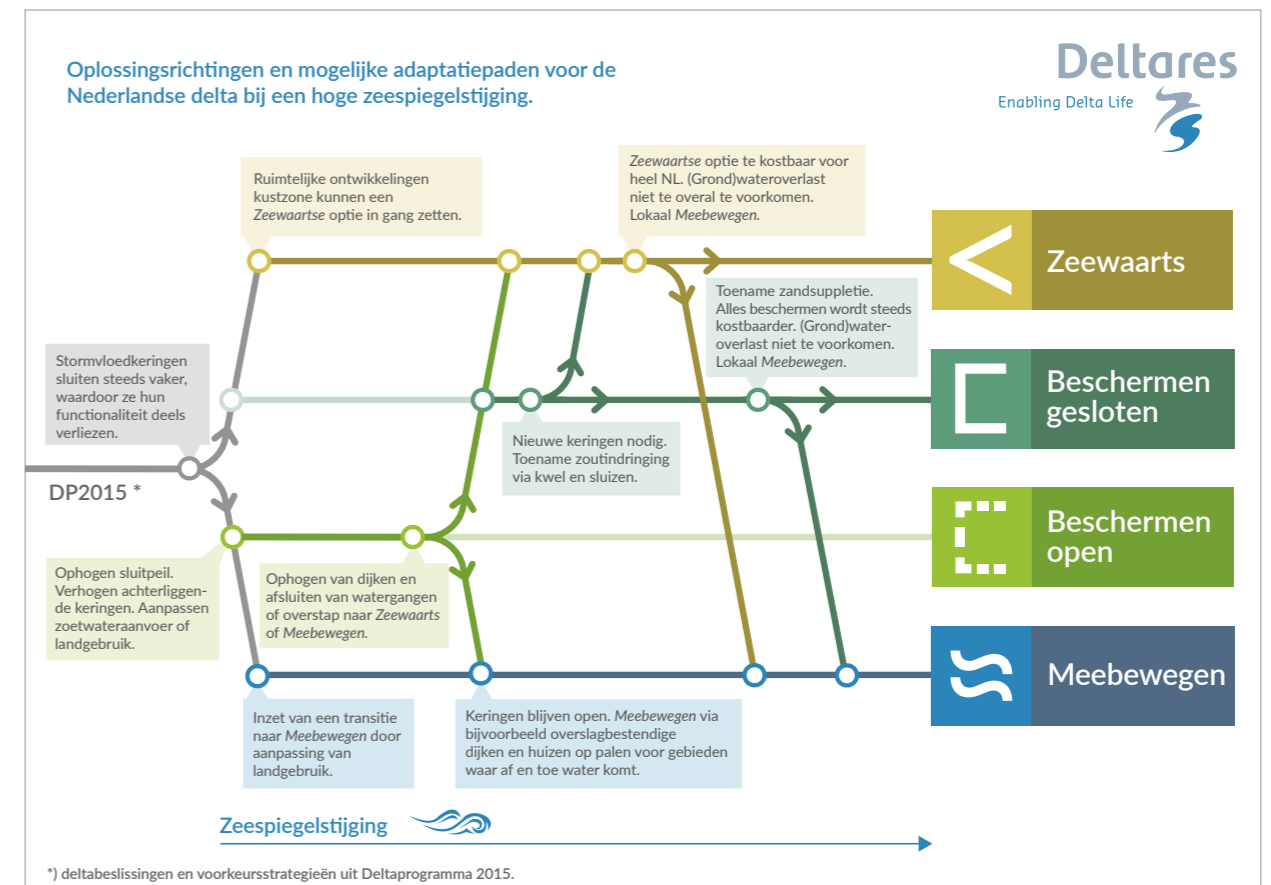 Oplossingsrichtingen en mogelijke adaptatiepaden voor de
Nederlandse delta bij een hoge zeespiegelstijging.
Deltares
Enabling Delta Life
Ruimtelijke ontwikkelingen
kustzone kunnen een
Zeewaartse optie in gang zetten.
Zeewaartse optie te kostbaar voor
heel NL. (Grond)wateroverlast
niet te overal te voorkomen.
Lokaal Meebewegen.
Zeewaarts
Toename zandsuppletie.
Alles beschermen wordt steeds
kostbaarder. (Grond)water-
overlast niet te voorkomen.
Lokaal Meebewegen.
Stormvloedkeringen
sluiten steeds vaker,
waardoor ze hun
functionaliteit deels
verliezen.
Beschermen
gesloten
Nieuwe keringen nodig.
Toename zoutindringing
via kwel en sluizen.
DP2015 *
Beschermen
open
Ophogen sluitpeil.
Verhogen achterliggen-
de keringen. Aanpassen
zoetwateraanvoer of
landgebruik.
Ophogen van dijken en
afsluiten van watergangen
of overstap naar Zeewaarts
of Meebewegen.
Meebewegen
Inzet van een transitie
naar Meebewegen door
aanpassing van
landgebruik.
Keringen blijven open. Meebewegen via
bijvoorbeeld overslagbestendige
dijken en huizen op palen voor gebieden
waar af en toe water komt.
Zeespiegelstijging
*) deltabeslissingen en voorkeursstrategieën uit Deltaprogramma 2015.